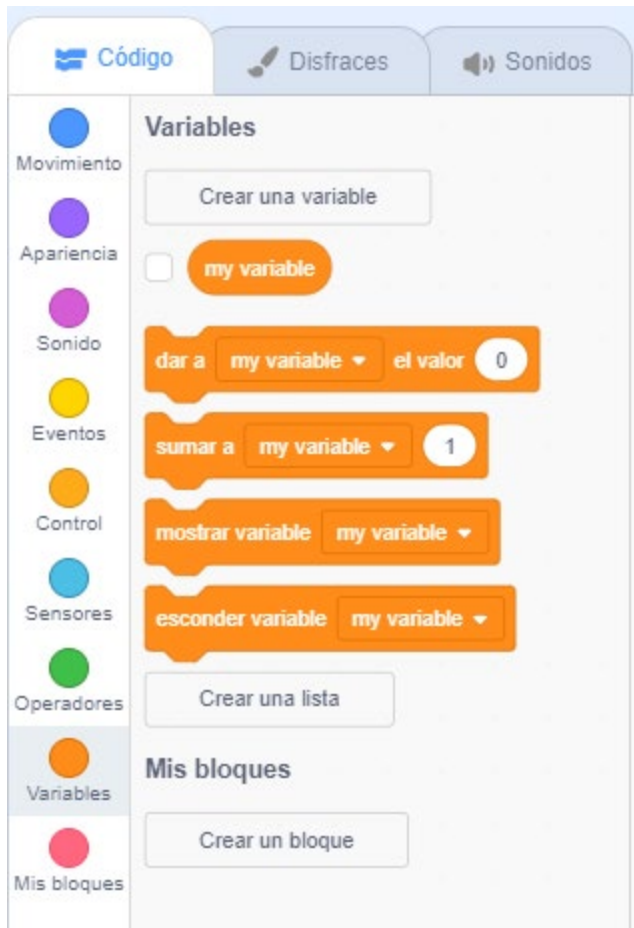 Código
Disfraces
Sonidos
Movimiento
Apariencia
Sonido
Eventos
Control
Sensores
Operadores
Variables
Mis bloques
Variables
Crear una variable
my variable
dar a my variable el valor 0
sumar a my variable 1
mostrar variable my variable
esconder variable my variable
Crear una lista
Mis bloques
Crear un bloque